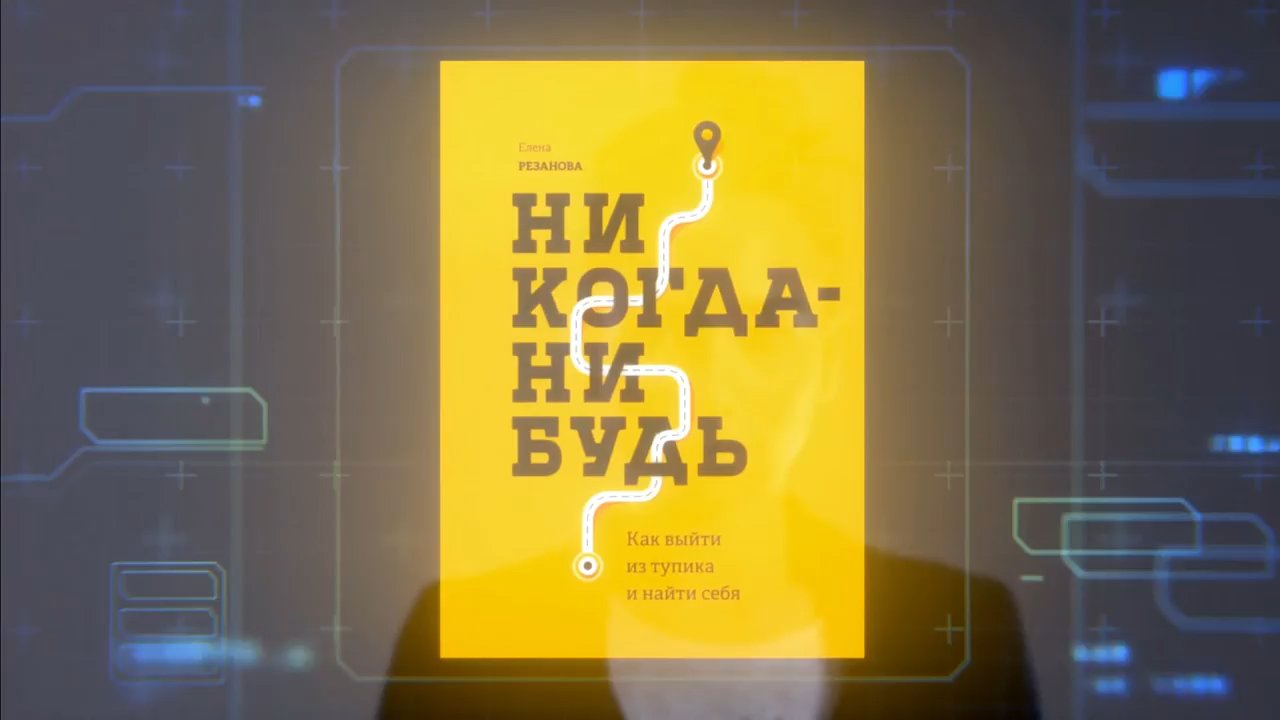 Елена
РЕЗАНОВА
НИ
КОГДА-
НИ
БУДЬ
Как выйти
из тупика
и найти себя